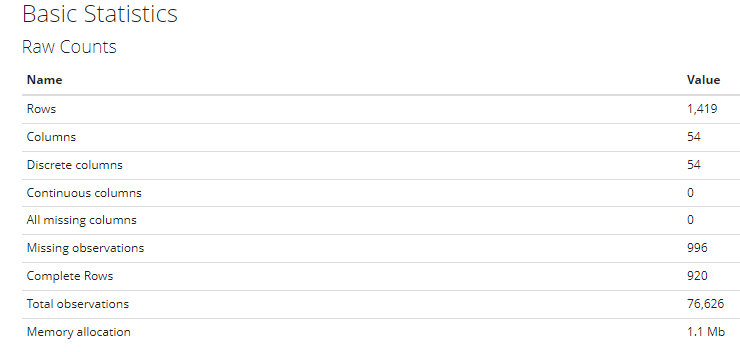 Basic Statistics
Raw Counts
Name Value
Rows 1,419
Columns 54
Discrete columns 54
Continuous columns 0
All missing columns 0
Missing observations 996
Complete Rows 920
Total observations 76,626
Memory allocation 1.1 Mb